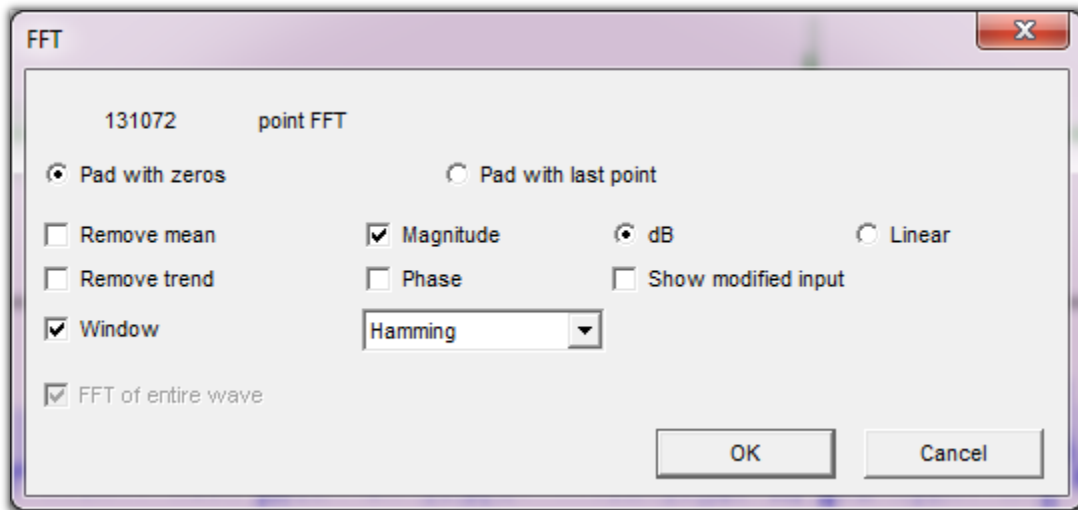 FFT
131072 point FFT
Pad with zeros Pad with last point
Remove mean Magnitude dB Linear
Remove trend Phase Show modified input
Window Hamming
FFT of entire wave
OK Cancel